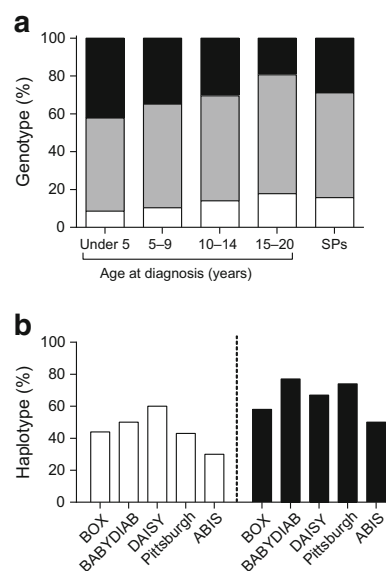 a
Genotype (%)
100
80
60
40
20
0
Under 5 5–9 10–14 15–20 SPs
Age at diagnosis (years)
b
Haplotype (%)
100
80
60
40
20
0
BOX BABYDIAB DAISY Pittsburgh ABIS BOX BABYDIAB DAISY Pittsburgh ABIS